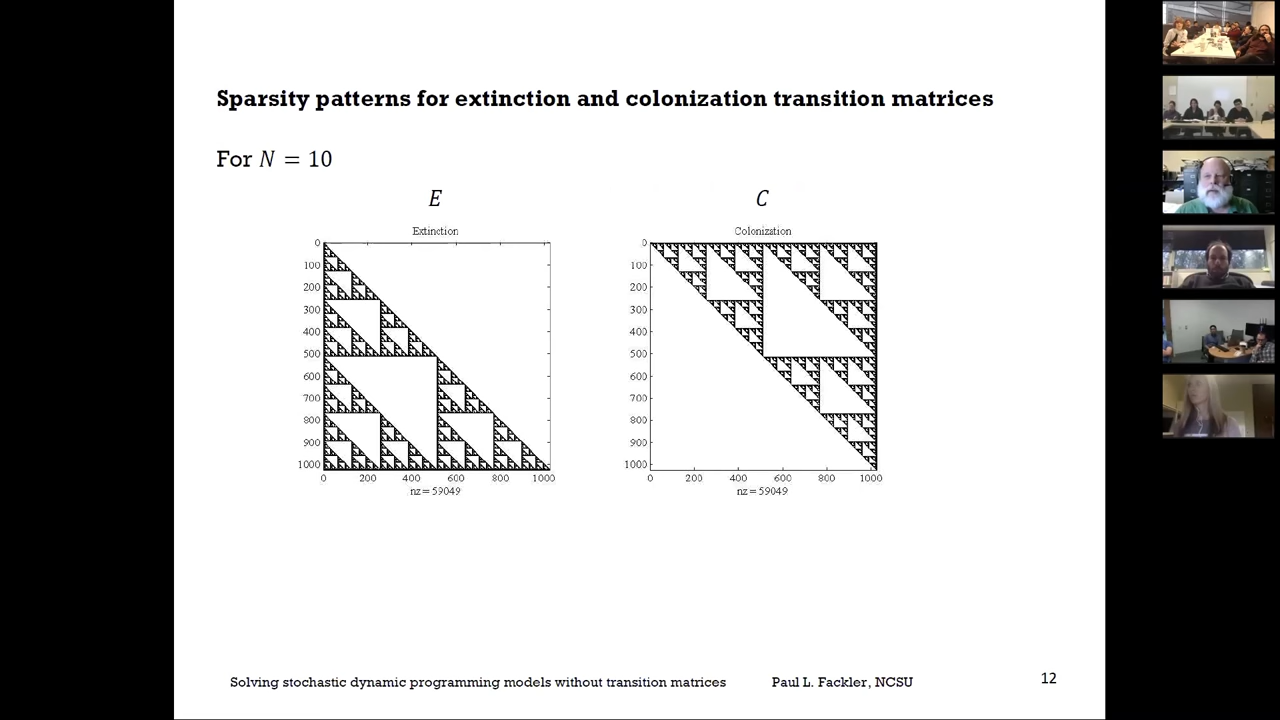 Sparsity patterns for extinction and colonization transition matrices
For N = 10
E
C
Extinction
Colonization
0
100
200
300
400
500
600
700
800
900
1000
0 200 400 600 800 1000
nz = 59049
0
100
200
300
400
500
600
700
800
900
1000
0 200 400 600 800 1000
nz = 59049
Solving stochastic dynamic programming models without transition matrices
Paul L. Fackler, NCSU
12